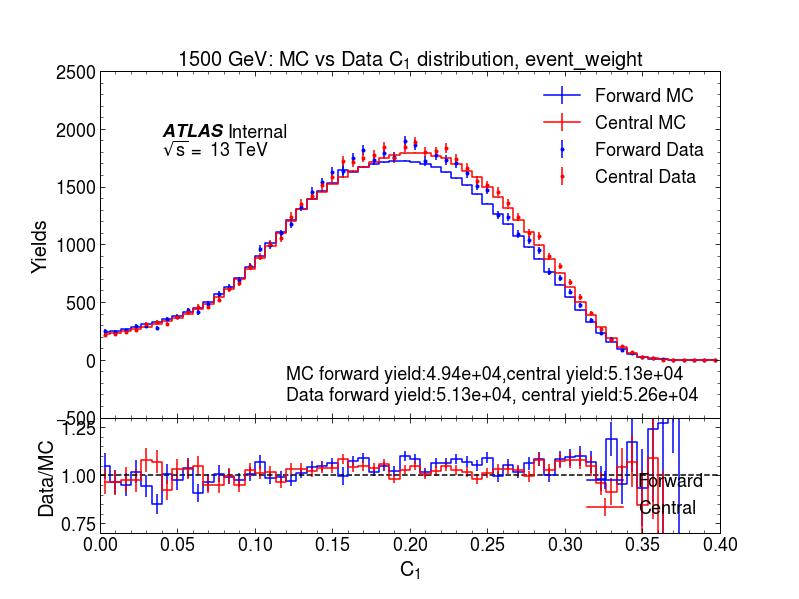 1500 GeV: MC vs Data C₁ distribution, event_weight
2500
2000
1500
1000
500
0
−500
Yields
ATLAS Internal
√s = 13 TeV
Forward MC
Central MC
Forward Data
Central Data
MC forward yield:4.94e+04,central yield:5.13e+04
Data forward yield:5.13e+04, central yield:5.26e+04
1.25
1.00
0.75
Data/MC
Forward
Central
0.00 0.05 0.10 0.15 0.20 0.25 0.30 0.35 0.40
C₁